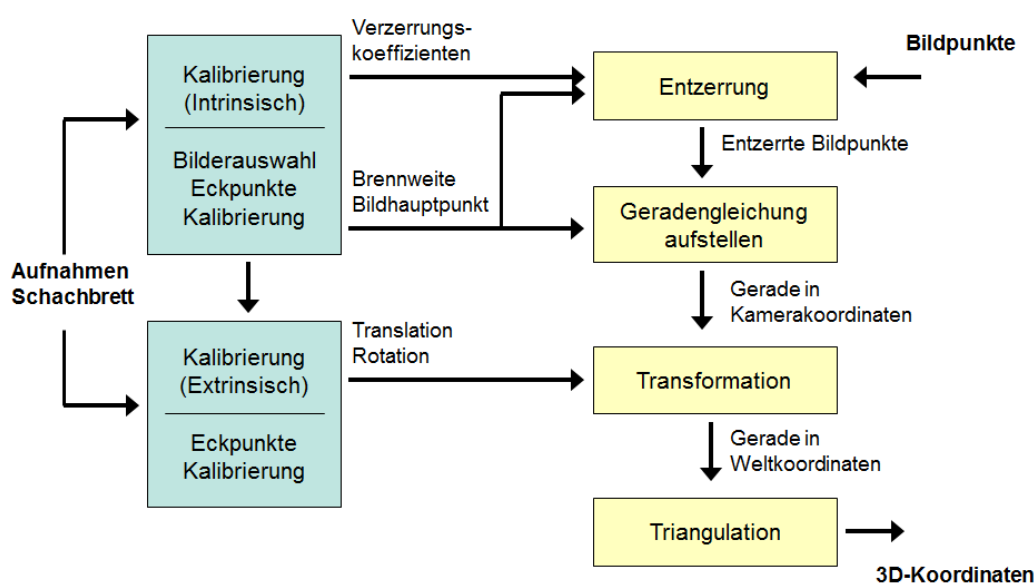 Aufnahmen
Schachbrett
Kalibrierung
(Intrinsisch)
Bilderauswahl
Eckpunkte
Kalibrierung
Kalibrierung
(Extrinsisch)
Eckpunkte
Kalibrierung
Verzerrungs-
koeffizienten
Brennweite
Bildhauptpunkt
Translation
Rotation
Bildpunkte
Entzerrung
Entzerrte Bildpunkte
Geradengleichung
aufstellen
Gerade in
Kamerakoordinaten
Transformation
Gerade in
Weltkoordinaten
Triangulation
3D-Koordinaten